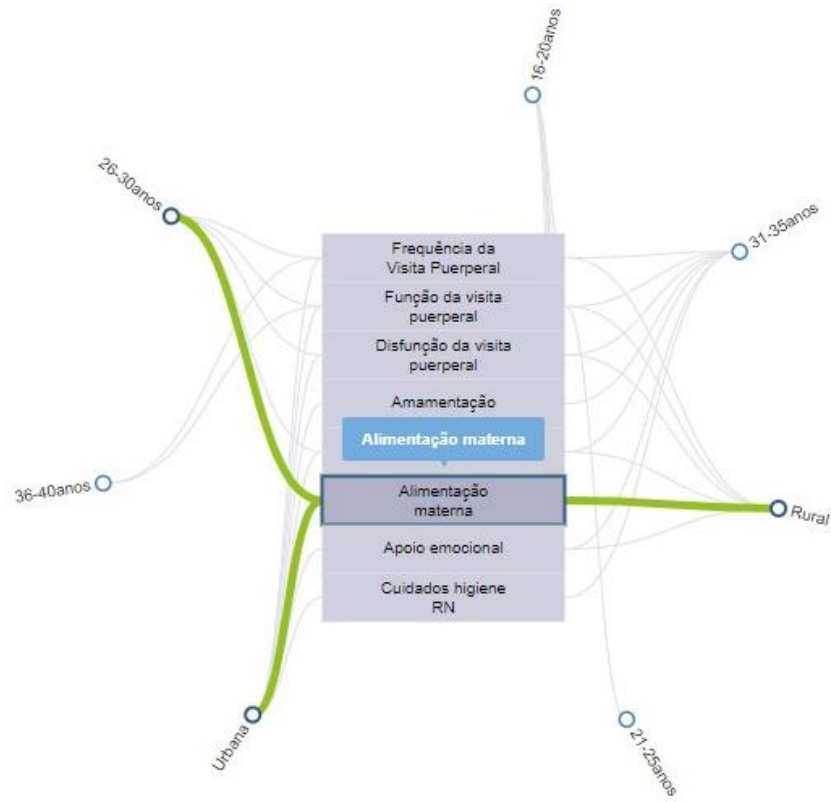 16-20anos
26-30anos
31-35anos
Frequência da
Visita Puerperal
Função da visita
puerperal
Disfunção da visita
puerperal
Amamentação
Alimentação materna
36-40anos
Alimentação
materna
Rural
Apoio emocional
Cuidados higiene
RN
Urbana
21-25anos